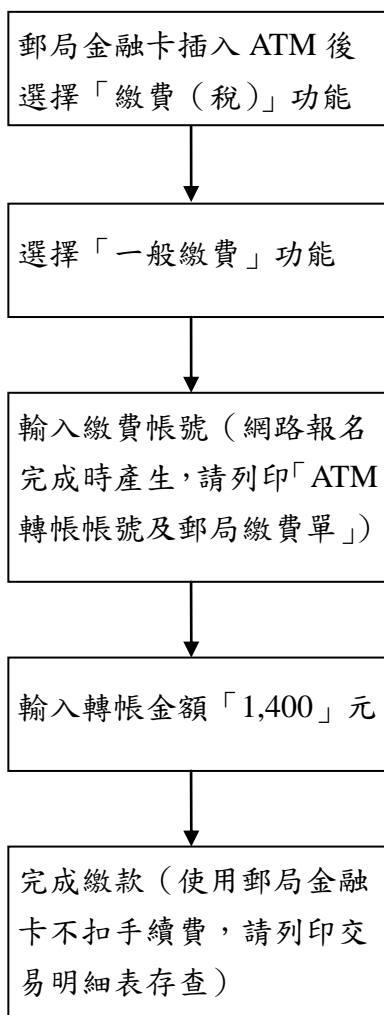 郵局金融卡插入 ATM 後
選擇「繳費（稅）」功能
選擇「一般繳費」功能
輸入繳費帳號（網路報名
完成時產生，請列印「ATM
轉帳帳號及郵局繳費單」）
輸入轉帳金額「1,400」元
完成繳款（使用郵局金融
卡不扣手續費，請列印交
易明細表存查）